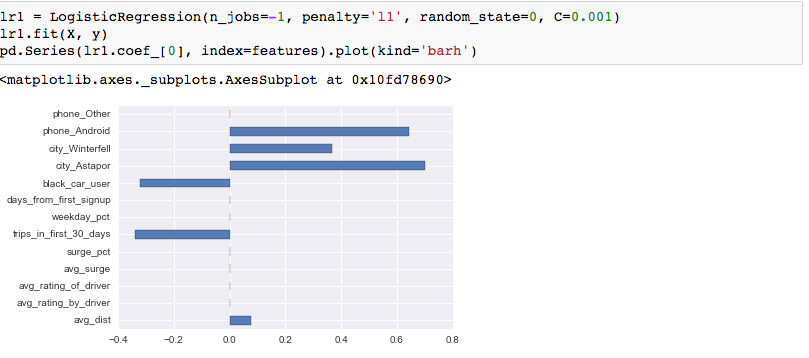 lr1 = LogisticRegression(n_jobs=-1, penalty='l1', random_state=0, C=0.001)
lr1.fit(X, y)
pd.Series(lr1.coef_[0], index=features).plot(kind='barh')
<matplotlib.axes._subplots.AxesSubplot at 0x10fd78690>
phone_Other
phone_Android
city_Winterfell
city_Astapor
black_car_user
days_from_first_signup
weekday_pct
trips_in_first_30_days
surge_pct
avg_surge
avg_rating_of_driver
avg_rating_by_driver
avg_dist
−0.4 −0.2 0.0 0.2 0.4 0.6 0.8